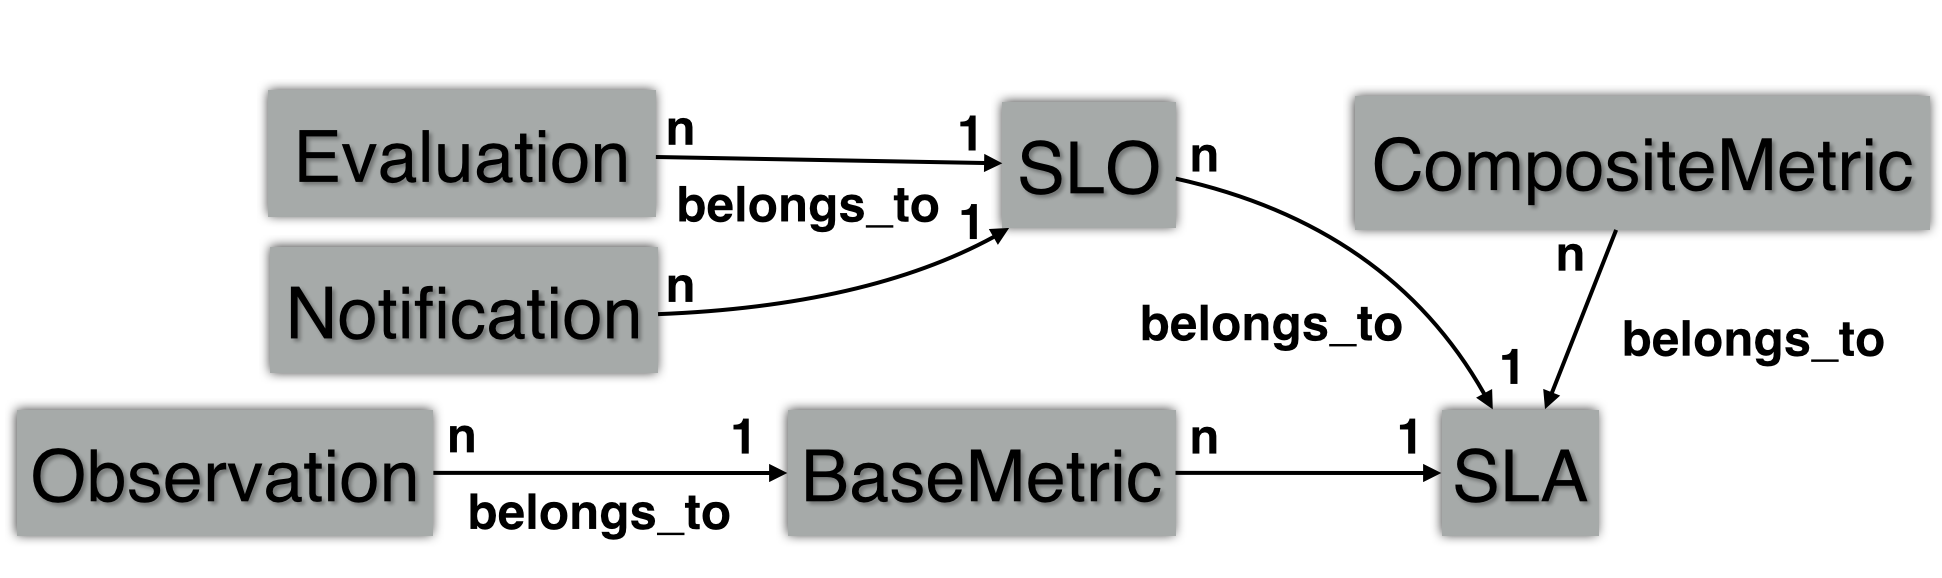 Evaluation
n
1
belongs_to
SLO
n
CompositeMetric
Notification
n
1
n
belongs_to
belongs_to
1
Observation
n
1
belongs_to
BaseMetric
n
1
SLA